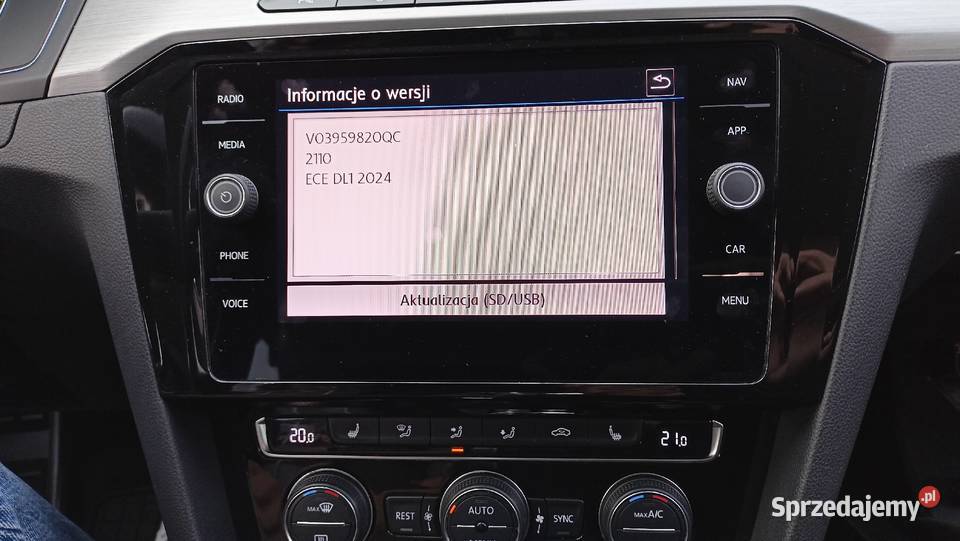 Informacje o wersji
V03959820QC
2110
ECE DL1 2024
Aktualizacja (SD/USB)
RADIO
MEDIA
PHONE
VOICE
NAV
APP
CAR
MENU
20.0
21.0
MAX
REST
AUTO
SYNC
MAX A/C
Sprzedajemy.pl